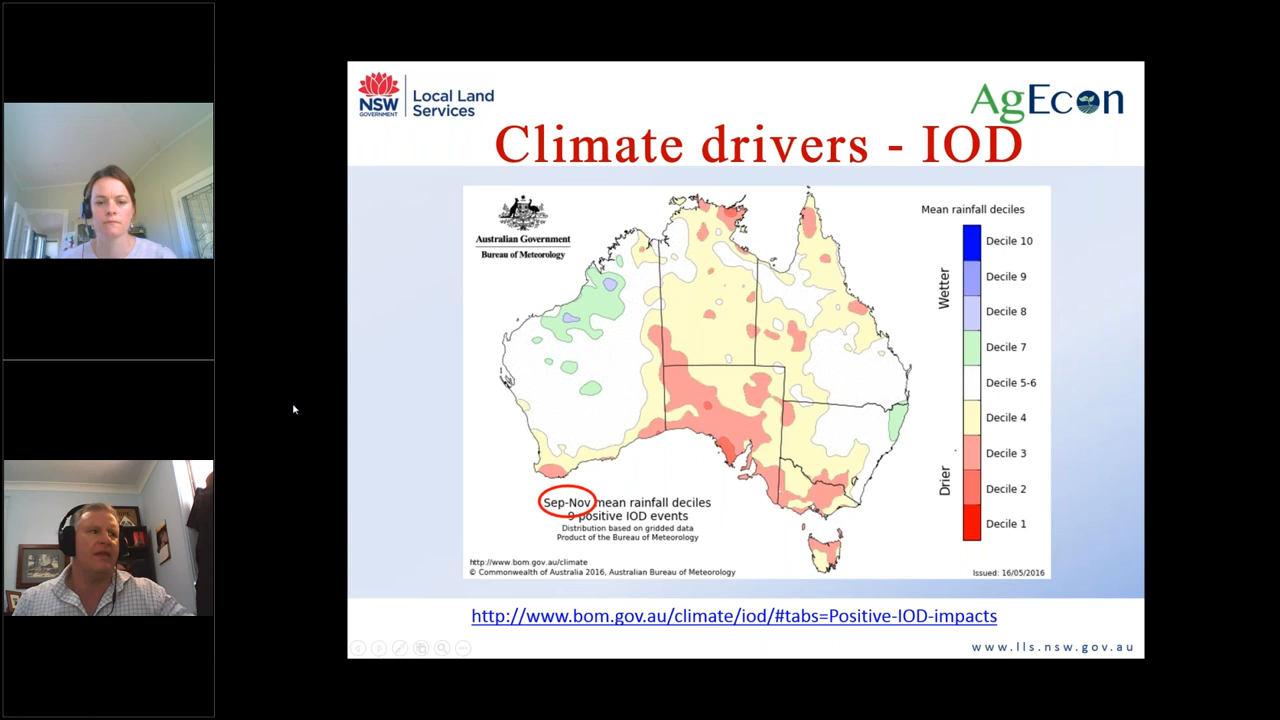 NSW
GOVERNMENT
Local Land
Services
AgEcon
Climate drivers - IOD
Australian Government
Bureau of Meteorology
Mean rainfall deciles
Wetter
Drier
Decile 10
Decile 9
Decile 8
Decile 7
Decile 5-6
Decile 4
Decile 3
Decile 2
Decile 1
Sep-Nov mean rainfall deciles
9 positive IOD events
Distribution based on gridded data
Product of the Bureau of Meteorology
http://www.bom.gov.au/climate
© Commonwealth of Australia 2016, Australian Bureau of Meteorology
Issued: 16/05/2016
http://www.bom.gov.au/climate/iod/#tabs=Positive-IOD-impacts
www.lls.nsw.gov.au